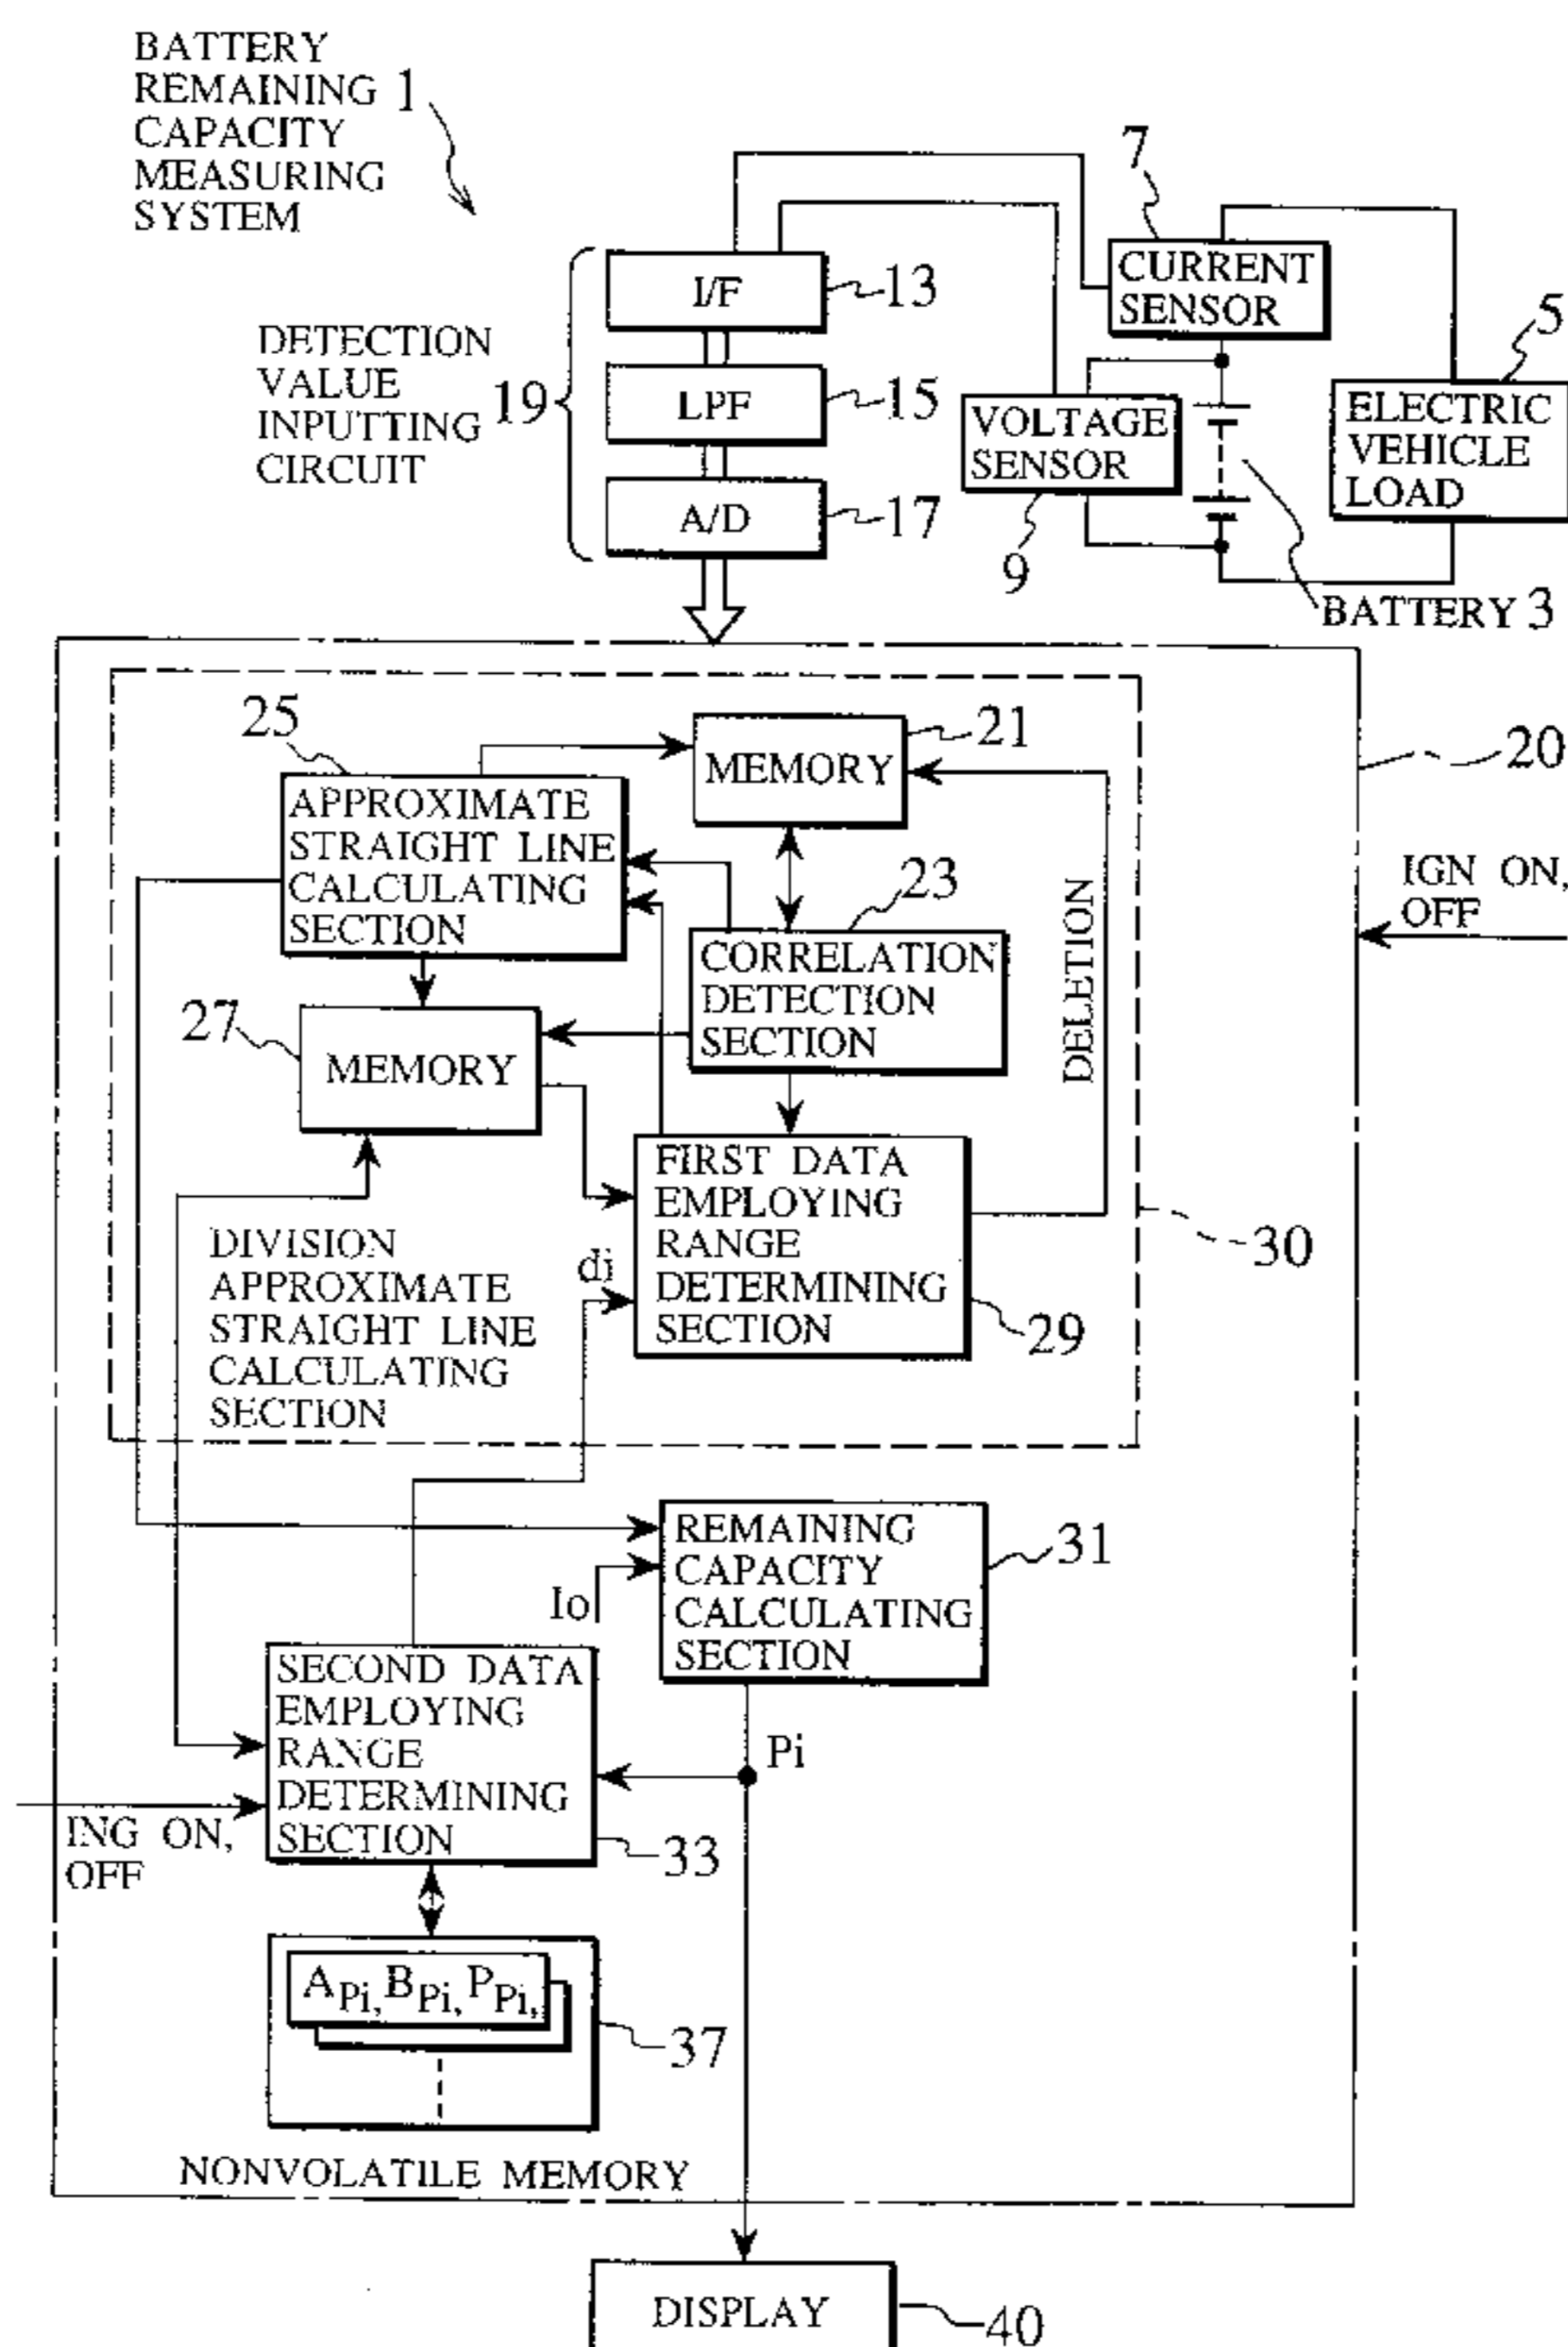 BATTERY
REMAINING 1
CAPACITY
MEASURING
SYSTEM
7
CURRENT
SENSOR
I/F
13
5
DETECTION
VALUE
INPUTTING
CIRCUIT
19
LPF
15
VOLTAGE
SENSOR
ELECTRIC
VEHICLE
LOAD
A/D
17
9
BATTERY 3
25
21
MEMORY
20
APPROXIMATE
STRAIGHT LINE
CALCULATING
SECTION
23
IGN ON,
OFF
DELETION
CORRELATION
DETECTION
SECTION
27
MEMORY
FIRST DATA
EMPLOYING
RANGE
DETERMINING
SECTION
30
DIVISION
APPROXIMATE
STRAIGHT LINE
CALCULATING
SECTION
di
29
REMAINING
CAPACITY
CALCULATING
SECTION
31
Io
SECOND DATA
EMPLOYING
RANGE
DETERMINING
SECTION
Pi
ING ON,
OFF
33
APi, BPi, PPi,
37
NONVOLATILE MEMORY
DISPLAY
40